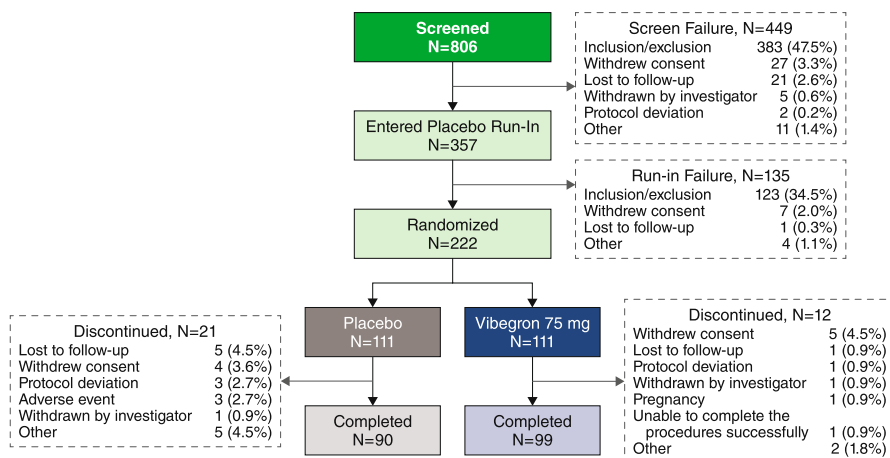 Screened
N=806
Screen Failure, N=449
Inclusion/exclusion 383 (47.5%)
Withdrew consent 27 (3.3%)
Lost to follow-up 21 (2.6%)
Withdrawn by investigator 5 (0.6%)
Protocol deviation 2 (0.2%)
Other 11 (1.4%)
Entered Placebo Run-In
N=357
Run-in Failure, N=135
Inclusion/exclusion 123 (34.5%)
Withdrew consent 7 (2.0%)
Lost to follow-up 1 (0.3%)
Other 4 (1.1%)
Randomized
N=222
Placebo
N=111
Vibegron 75 mg
N=111
Discontinued, N=21
Lost to follow-up 5 (4.5%)
Withdrew consent 4 (3.6%)
Protocol deviation 3 (2.7%)
Adverse event 3 (2.7%)
Withdrawn by investigator 1 (0.9%)
Other 5 (4.5%)
Discontinued, N=12
Withdrew consent 5 (4.5%)
Lost to follow-up 1 (0.9%)
Protocol deviation 1 (0.9%)
Withdrawn by investigator 1 (0.9%)
Pregnancy 1 (0.9%)
Unable to complete the
procedures successfully 1 (0.9%)
Other 2 (1.8%)
Completed
N=90
Completed
N=99